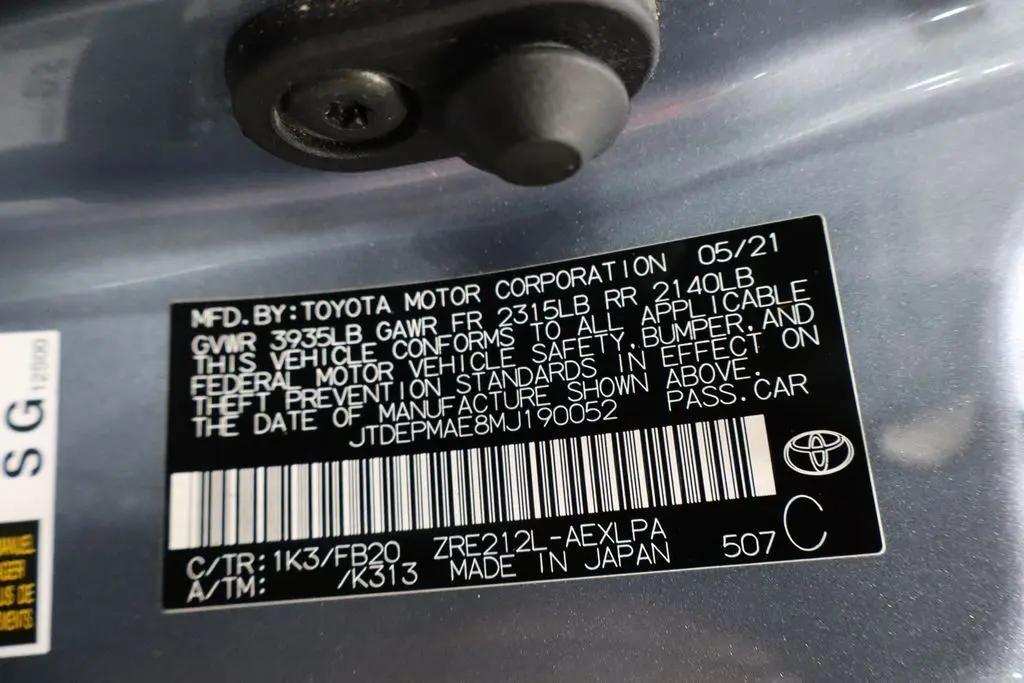 MFD.BY:TOYOTA MOTOR CORPORATION 05/21
GVWR 3935LB GAWR FR 2315LB RR 2140LB
THIS VEHICLE CONFORMS TO ALL APPLICABLE
FEDERAL MOTOR VEHICLE SAFETY,BUMPER,AND
THEFT PREVENTION STANDARDS IN EFFECT ON
THE DATE OF MANUFACTURE SHOWN ABOVE.
JTDEPMAE8MJ190052 PASS.CAR
C/TR: 1K3/FB20 ZRE212L-AEXLPA
A/TM: /K313 MADE IN JAPAN 507 C
SG 12900